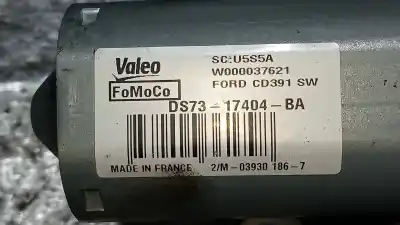 Valeo
SC:U5S5A
W000037621
FoMoCo
FORD CD391 SW
DS73-17404-BA
MADE IN FRANCE 2/M-03930 186-7